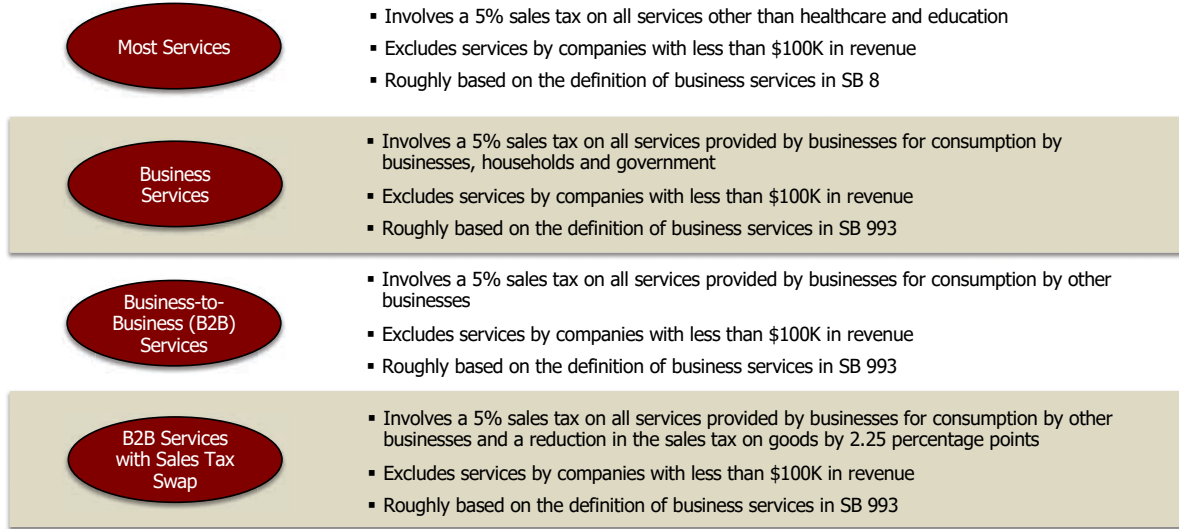 Most Services
▪ Involves a 5% sales tax on all services other than healthcare and education
▪ Excludes services by companies with less than $100K in revenue
▪ Roughly based on the definition of business services in SB 8
Business
Services
▪ Involves a 5% sales tax on all services provided by businesses for consumption by
businesses, households and government
▪ Excludes services by companies with less than $100K in revenue
▪ Roughly based on the definition of business services in SB 993
Business-to-
Business (B2B)
Services
▪ Involves a 5% sales tax on all services provided by businesses for consumption by other
businesses
▪ Excludes services by companies with less than $100K in revenue
▪ Roughly based on the definition of business services in SB 993
B2B Services
with Sales Tax
Swap
▪ Involves a 5% sales tax on all services provided by businesses for consumption by other
businesses and a reduction in the sales tax on goods by 2.25 percentage points
▪ Excludes services by companies with less than $100K in revenue
▪ Roughly based on the definition of business services in SB 993